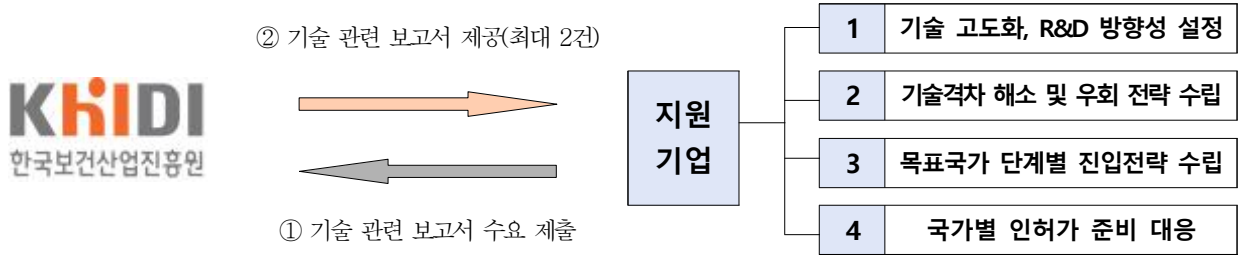 ② 기술 관련 보고서 제공(최대 2건)
KHIDI
한국보건산업진흥원
① 기술 관련 보고서 수요 제출
지원
기업
1 기술 고도화, R&D 방향성 설정
2 기술격차 해소 및 우회 전략 수립
3 목표국가 단계별 진입전략 수립
4 국가별 인허가 준비 대응